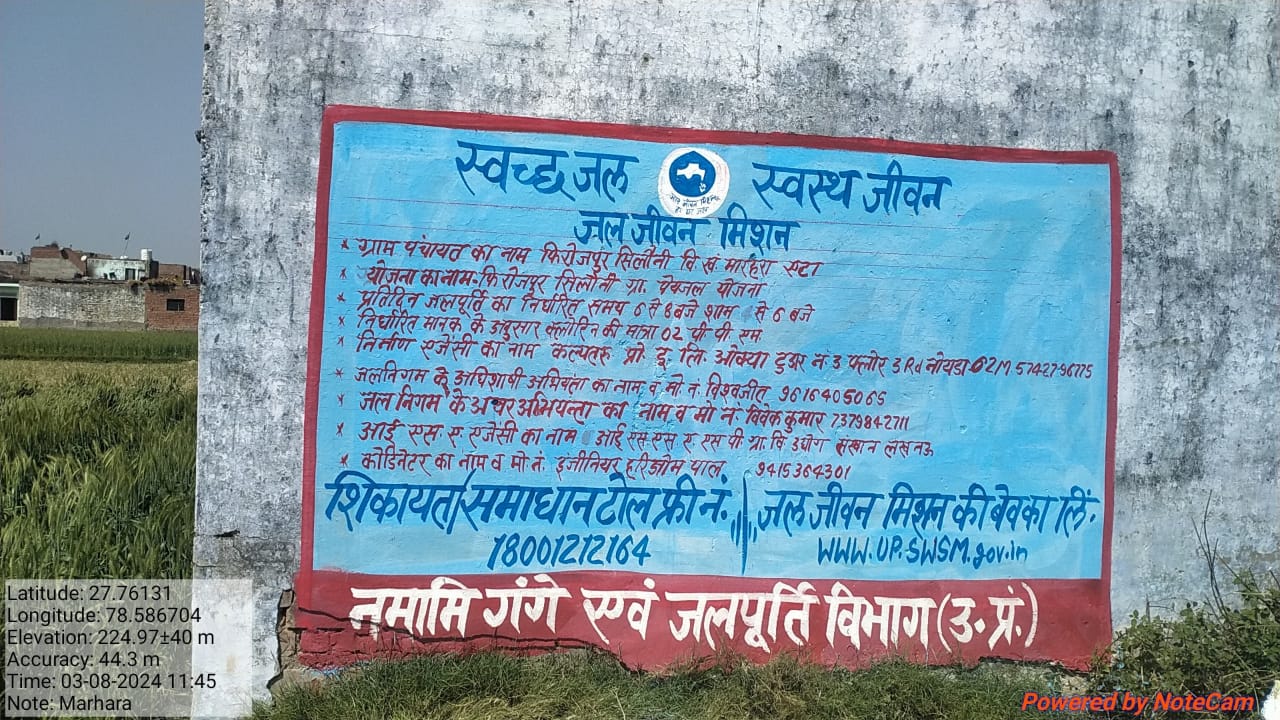 स्वच्छ जल स्वस्थ जीवन
जल जीवन मिशन
* ग्राम पंचायत का नाम फिरोजपुर सिलौनी वि खं मारहरा एटा
* योजना का नाम- फिरोजपुर सिलौनी ग्रा. पेयजल योजना
* प्रतिदिन जलपूर्ति का निर्धारित समय 6 से 8 बजे शाम से 6 बजे
* निर्धारित मानक के अनुसार क्लोरिन की मात्रा 02 पी पी एम
* निर्माण एजेंसी का नाम कल्पतरु प्रो. इ. लि. ओक्या टुअर नं 3 फ्लोर 3 Rd नोयडा 62 M 5742796775
* जलनिगम के अधिशाषी अभियंता का नाम व मो नं विश्वजीत 9616405065
* जल निगम के अवर अभियन्ता का नाम व मो नं विवेक कुमार 7379842711
* आई एस ए एजेंसी का नाम आई एस एस ए एस पी ग्रा. वि उद्योग संस्थान लखनऊ
* कोडिनेटर का नाम व मो नं. इंजीनियर हरिओम पाल 9415364301
शिकायत/समाधान टोल फ्री नं. जल जीवन मिशन की बेवका लिं.
18001212164 WWW.UP.SWSM.gov.in
नमामि गंगे एवं जलपूर्ति विभाग (उ. प्रं.)
Latitude: 27.76131
Longitude: 78.586704
Elevation: 224.97±40 m
Accuracy: 44.3 m
Time: 03-08-2024 11:45
Note: Marhara
Powered by NoteCam